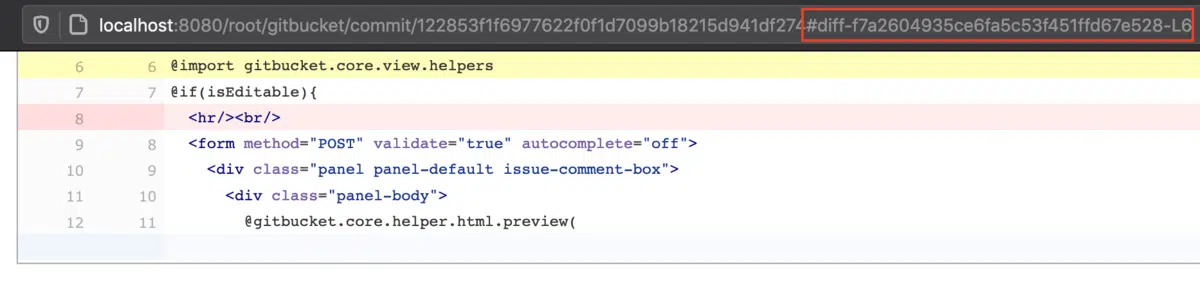 localhost:8080/root/gitbucket/commit/122853f1f6977622f0f1d7099b18215d941df274#diff-f7a2604935ce6fa5c53f451ffd67e528-L6
6 6 @import gitbucket.core.view.helpers
7 7 @if(isEditable){
8 <hr/><br/>
9 8 <form method="POST" validate="true" autocomplete="off">
10 9 <div class="panel panel-default issue-comment-box">
11 10 <div class="panel-body">
12 11 @gitbucket.core.helper.html.preview(